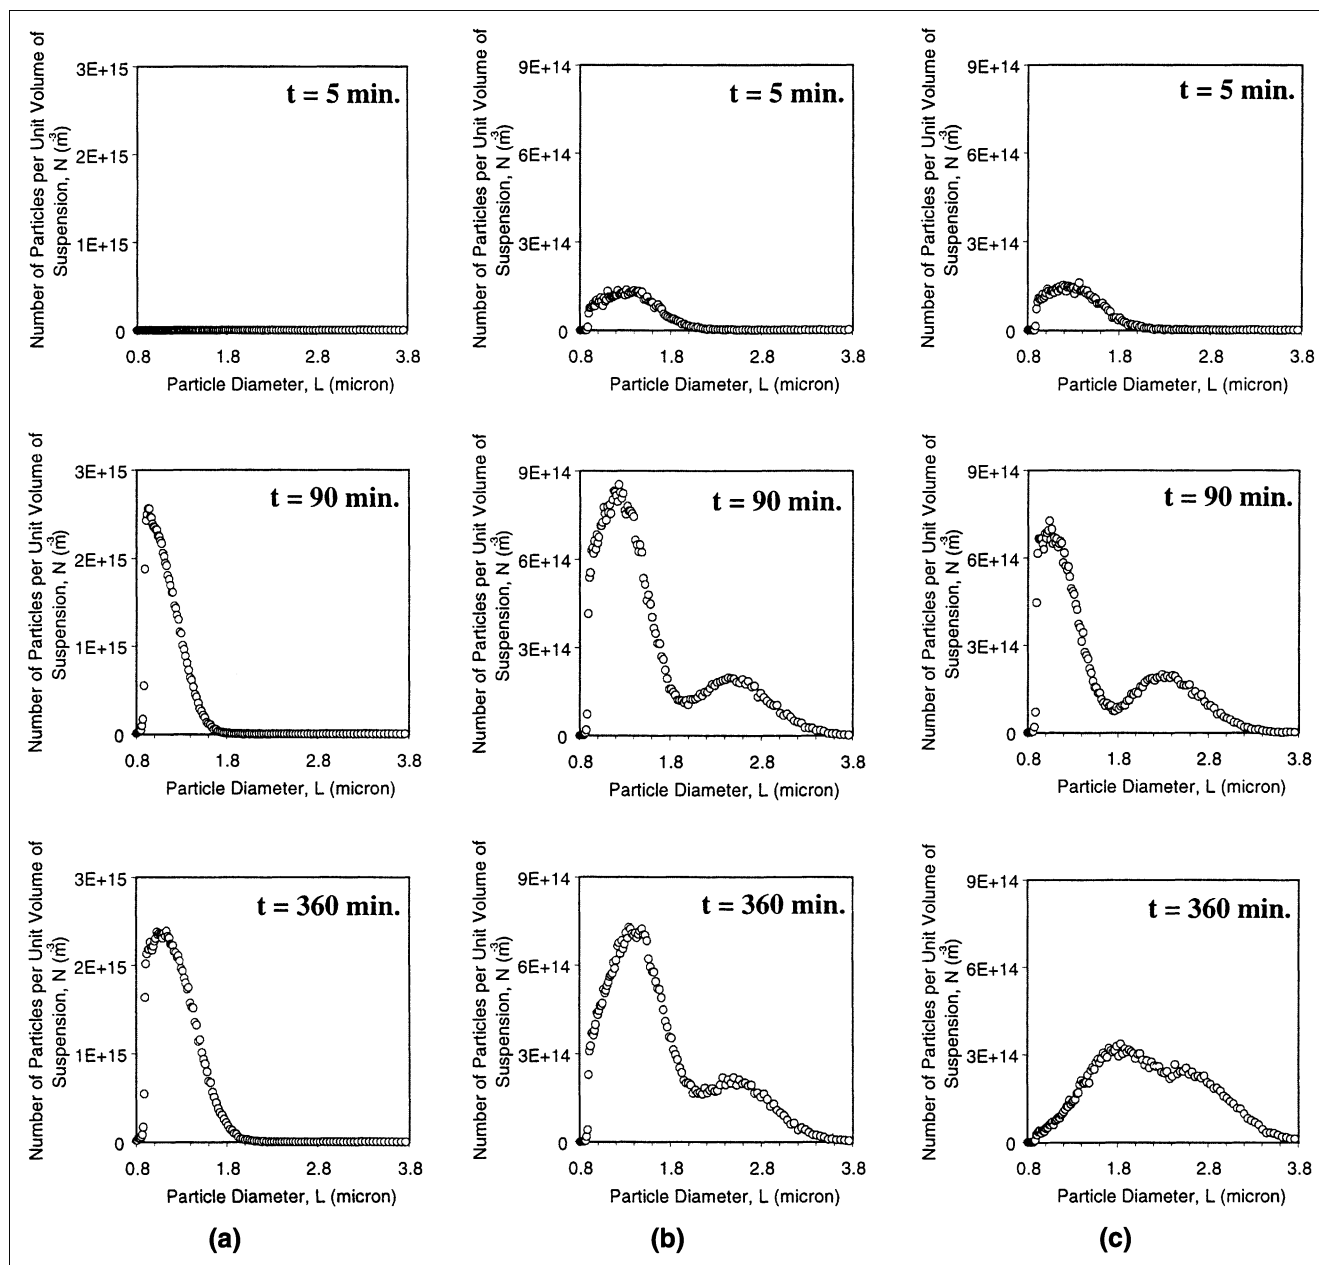 Number of Particles per Unit Volume of
Suspension, N (m-3)
3E+15
2E+15
1E+15
0
t = 5 min.
0.8 1.8 2.8 3.8
Particle Diameter, L (micron)
Number of Particles per Unit Volume of
Suspension, N (m-3)
9E+14
6E+14
3E+14
0
t = 5 min.
0.8 1.8 2.8 3.8
Particle Diameter, L (micron)
Number of Particles per Unit Volume of
Suspension, N (m-3)
9E+14
6E+14
3E+14
0
t = 5 min.
0.8 1.8 2.8 3.8
Particle Diameter, L (micron)
Number of Particles per Unit Volume of
Suspension, N (m-3)
3E+15
2E+15
1E+15
0
t = 90 min.
0.8 1.8 2.8 3.8
Particle Diameter, L (micron)
Number of Particles per Unit Volume of
Suspension, N (m-3)
9E+14
6E+14
3E+14
0
t = 90 min.
0.8 1.8 2.8 3.8
Particle Diameter, L (micron)
Number of Particles per Unit Volume of
Suspension, N (m-3)
9E+14
6E+14
3E+14
0
t = 90 min.
0.8 1.8 2.8 3.8
Particle Diameter, L (micron)
Number of Particles per Unit Volume of
Suspension, N (m-3)
3E+15
2E+15
1E+15
0
t = 360 min.
0.8 1.8 2.8 3.8
Particle Diameter, L (micron)
Number of Particles per Unit Volume of
Suspension, N (m-3)
9E+14
6E+14
3E+14
0
t = 360 min.
0.8 1.8 2.8 3.8
Particle Diameter, L (micron)
Number of Particles per Unit Volume of
Suspension, N (m-3)
9E+14
6E+14
3E+14
0
t = 360 min.
0.8 1.8 2.8 3.8
Particle Diameter, L (micron)
(a) (b) (c)